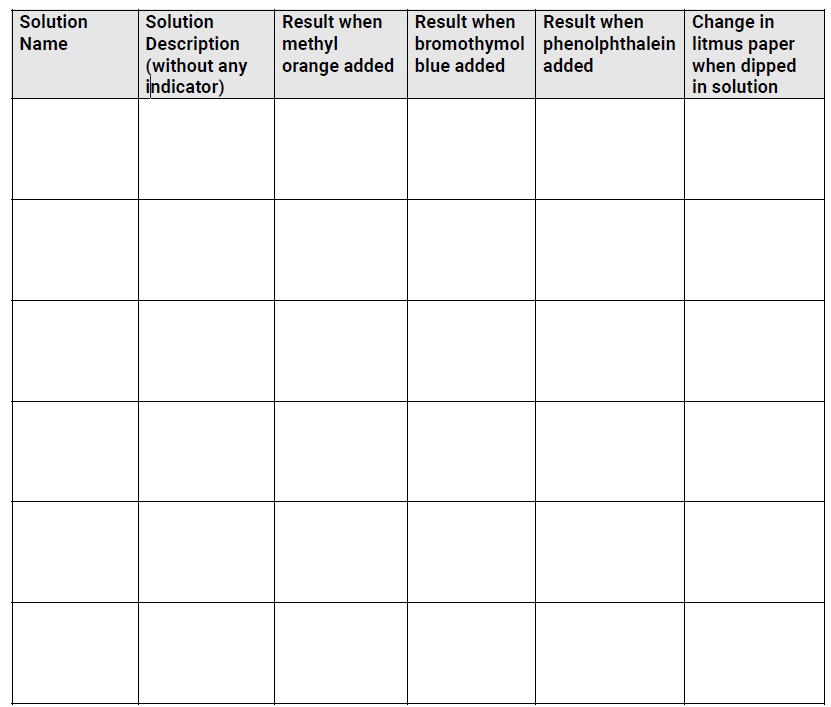 Solution
Name
Solution
Description
(without any
indicator)
Result when
methyl
orange added
Result when
bromothymol
blue added
Result when
phenolphthalein
added
Change in
litmus paper
when dipped
in solution